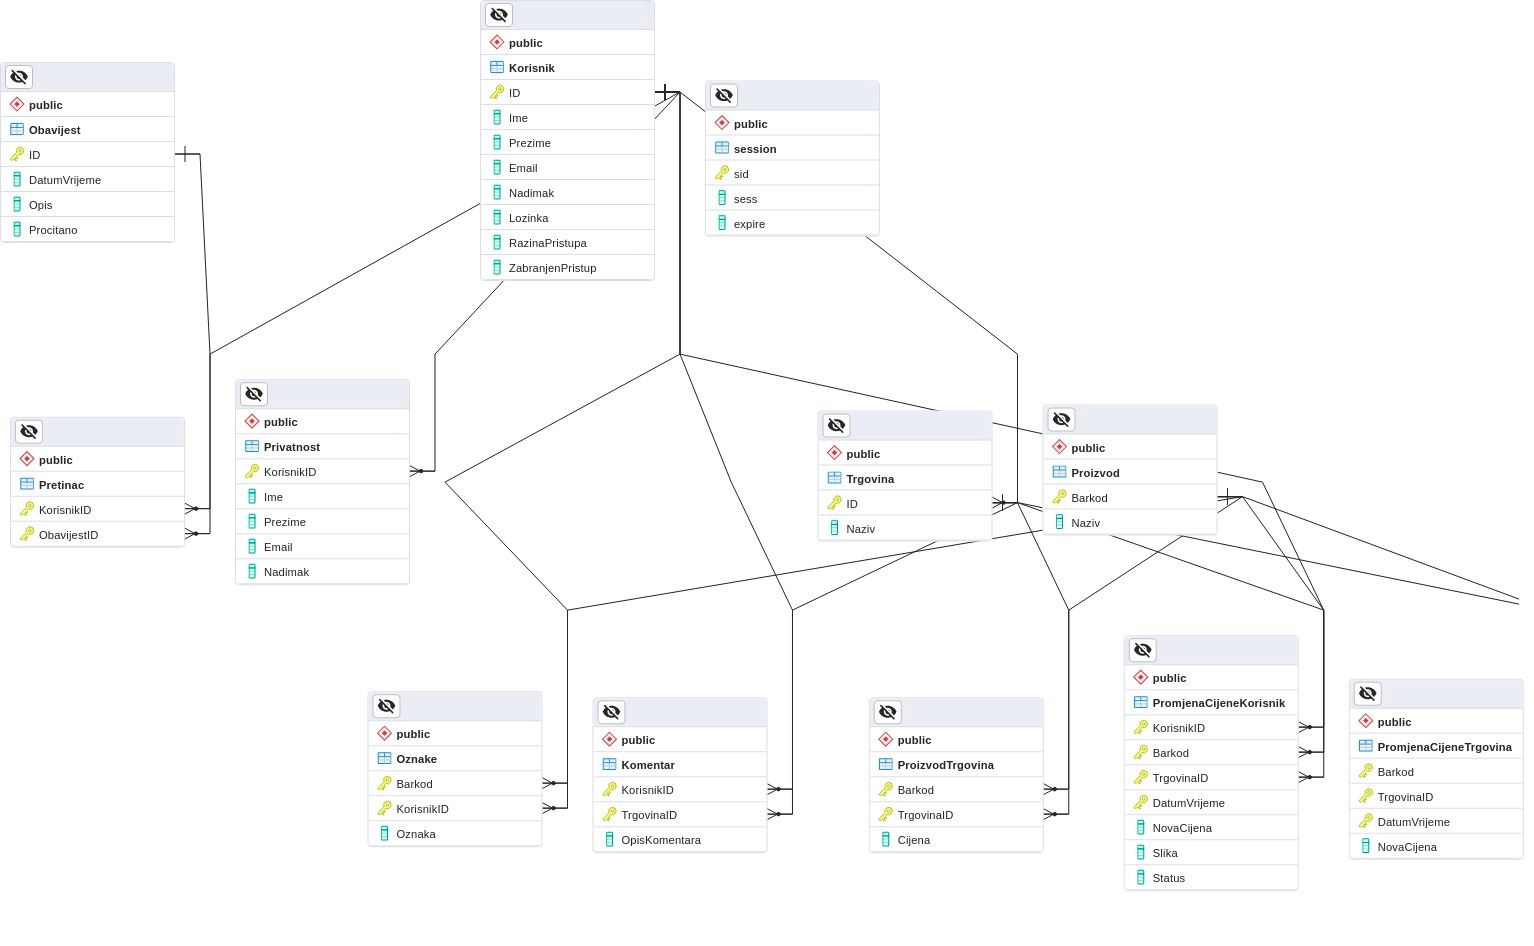 public
Korisnik
ID
Ime
Prezime
Email
Nadimak
Lozinka
RazinaPristupa
ZabranjenPristup
public
Obavijest
ID
DatumVrijeme
Opis
Procitano
public
session
sid
sess
expire
public
Pretinac
KorisnikID
ObavijestID
public
Privatnost
KorisnikID
Ime
Prezime
Email
Nadimak
public
Trgovina
ID
Naziv
public
Proizvod
Barkod
Naziv
public
Oznake
Barkod
KorisnikID
Oznaka
public
Komentar
KorisnikID
TrgovinaID
OpisKomentara
public
ProizvodTrgovina
Barkod
TrgovinaID
Cijena
public
PromjenaCijeneKorisnik
KorisnikID
Barkod
TrgovinaID
DatumVrijeme
NovaCijena
Slika
Status
public
PromjenaCijeneTrgovina
Barkod
TrgovinaID
DatumVrijeme
NovaCijena